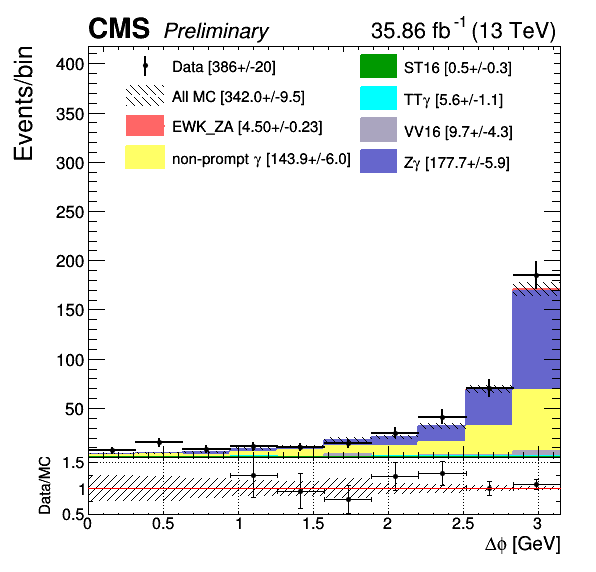 CMS Preliminary 35.86 fb⁻¹ (13 TeV)
Events/bin
400
350
300
250
200
150
100
50
Data [386+/-20]
All MC [342.0+/-9.5]
EWK_ZA [4.50+/-0.23]
non-prompt γ [143.9+/-6.0]
ST16 [0.5+/-0.3]
TTγ [5.6+/-1.1]
VV16 [9.7+/-4.3]
Zγ [177.7+/-5.9]
Data/MC
1.5
1
0.5
0 0.5 1 1.5 2 2.5 3
Δϕ [GeV]